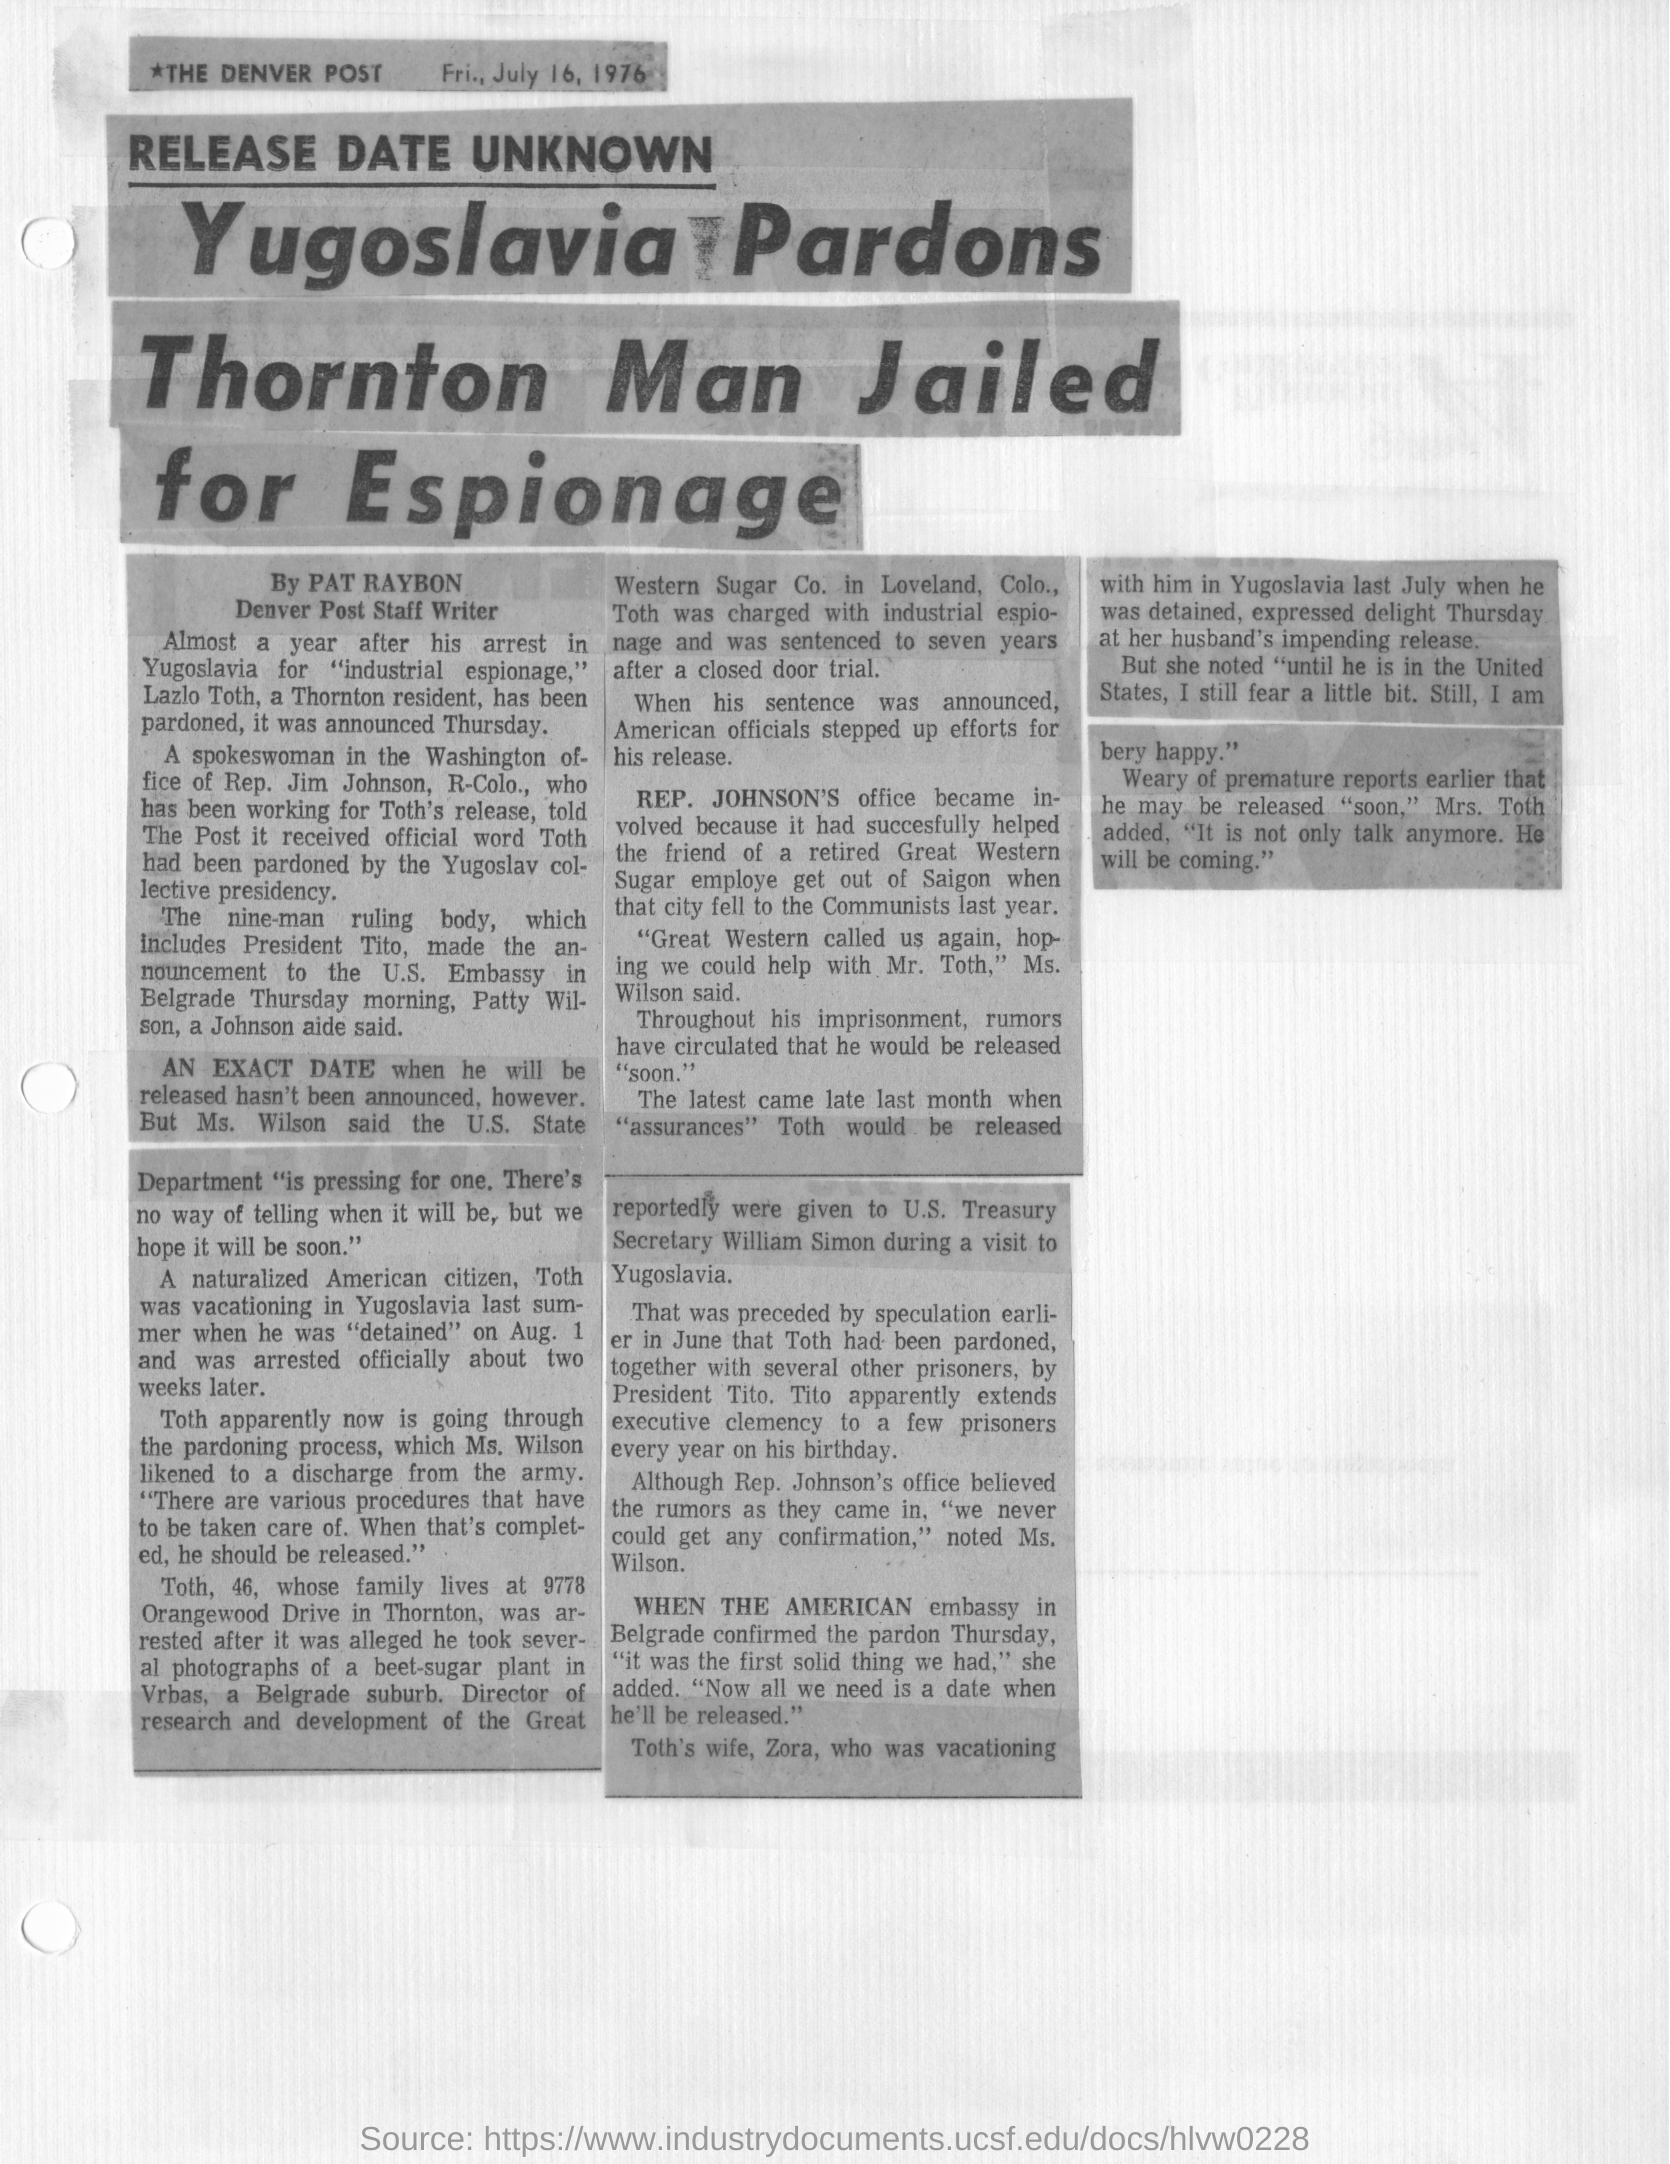 ★THE DENVER POST Fri., July 16, 1976
RELEASE DATE UNKNOWN
Yugoslavia Pardons
Thornton Man Jailed
for Espionage
By PAT RAYBON
Denver Post Staff Writer
Almost a year after his arrest in
Yugoslavia for “industrial espionage,”
Lazlo Toth, a Thornton resident, has been
pardoned, it was announced Thursday.
A spokeswoman in the Washington of-
fice of Rep. Jim Johnson, R-Colo., who
has been working for Toth's release, told
The Post it received official word Toth
had been pardoned by the Yugoslav col-
lective presidency.
The nine-man ruling body, which
includes President Tito, made the an-
nouncement to the U.S. Embassy in
Belgrade Thursday morning, Patty Wil-
son, a Johnson aide said.
AN EXACT DATE when he will be
released hasn't been announced, however.
But Ms. Wilson said the U.S. State
Department “is pressing for one. There's
no way of telling when it will be, but we
hope it will be soon.”
A naturalized American citizen, Toth
was vacationing in Yugoslavia last sum-
mer when he was “detained” on Aug. 1
and was arrested officially about two
weeks later.
Toth apparently now is going through
the pardoning process, which Ms. Wilson
likened to a discharge from the army.
“There are various procedures that have
to be taken care of. When that's complet-
ed, he should be released.”
Toth, 46, whose family lives at 9778
Orangewood Drive in Thornton, was ar-
rested after it was alleged he took sever-
al photographs of a beet-sugar plant in
Vrbas, a Belgrade suburb. Director of
research and development of the Great
Western Sugar Co. in Loveland, Colo.,
Toth was charged with industrial espio-
nage and was sentenced to seven years
after a closed door trial.
When his sentence was announced,
American officials stepped up efforts for
his release.
REP. JOHNSON'S office became in-
volved because it had succesfully helped
the friend of a retired Great Western
Sugar employe get out of Saigon when
that city fell to the Communists last year.
“Great Western called us again, hop-
ing we could help with Mr. Toth,” Ms.
Wilson said.
Throughout his imprisonment, rumors
have circulated that he would be released
“soon.”
The latest came late last month when
“assurances” Toth would be released
reportedly were given to U.S. Treasury
Secretary William Simon during a visit to
Yugoslavia.
That was preceded by speculation earli-
er in June that Toth had been pardoned,
together with several other prisoners, by
President Tito. Tito apparently extends
executive clemency to a few prisoners
every year on his birthday.
Although Rep. Johnson's office believed
the rumors as they came in, “we never
could get any confirmation,” noted Ms.
Wilson.
WHEN THE AMERICAN embassy in
Belgrade confirmed the pardon Thursday,
“it was the first solid thing we had,” she
added. “Now all we need is a date when
he'll be released.”
Toth's wife, Zora, who was vacationing
with him in Yugoslavia last July when he
was detained, expressed delight Thursday
at her husband's impending release.
But she noted “until he is in the United
States, I still fear a little bit. Still, I am
bery happy.”
Weary of premature reports earlier that
he may be released “soon,” Mrs. Toth
added, “It is not only talk anymore. He
will be coming.”
Source: https://www.industrydocuments.ucsf.edu/docs/hlvw0228